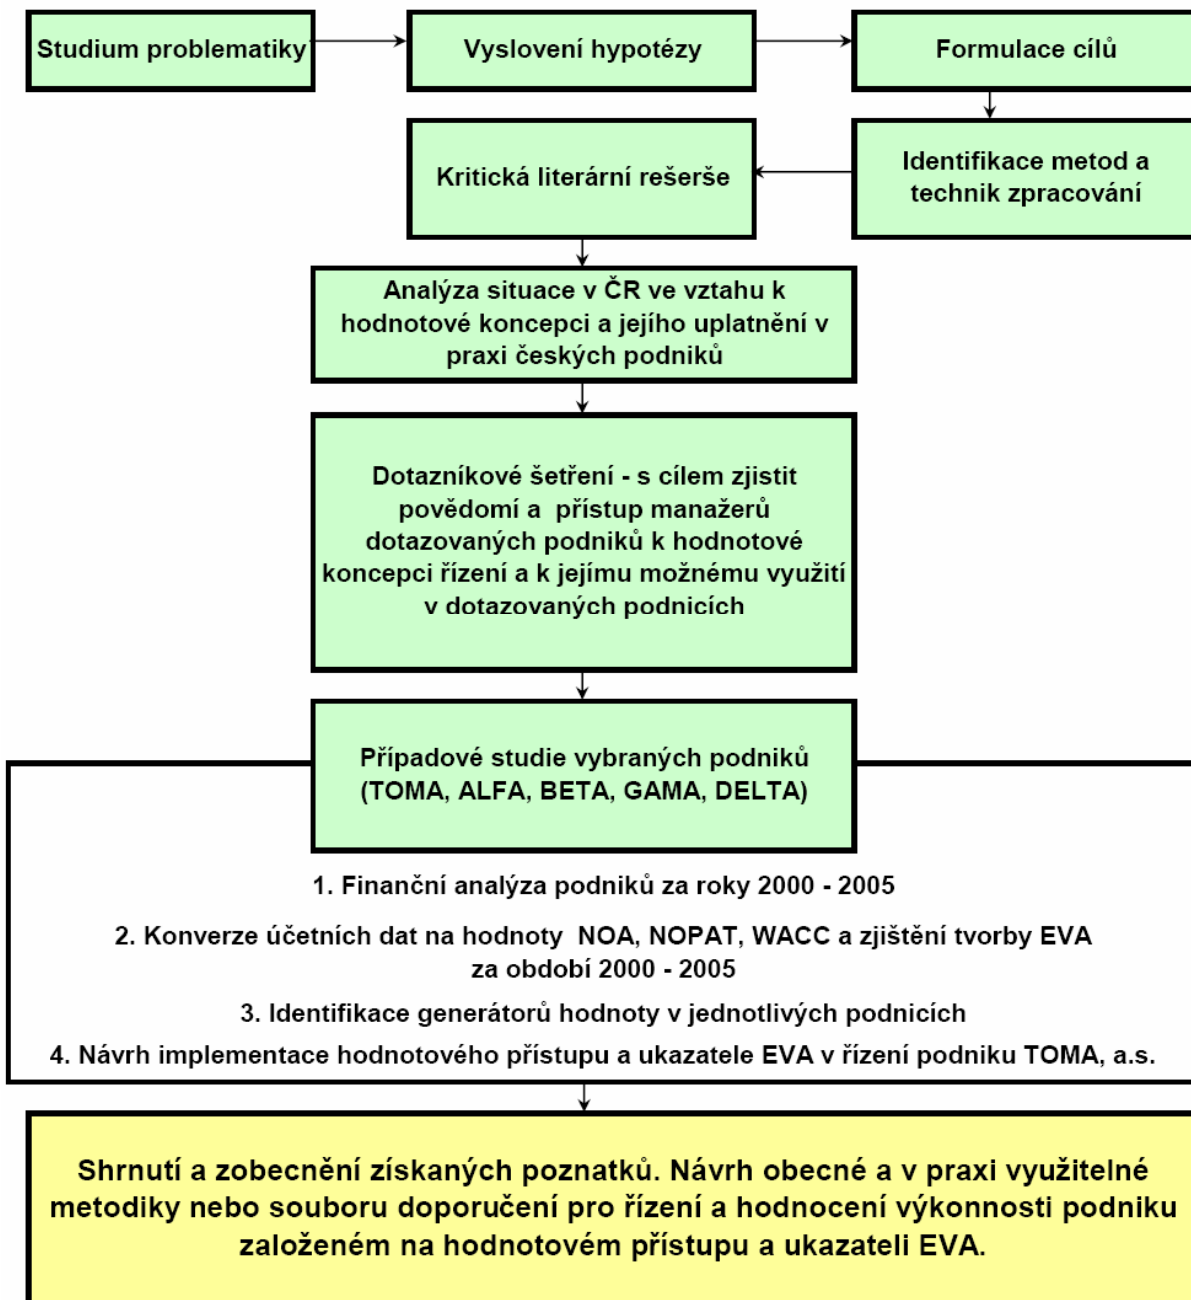 Studium problematiky
Vyslovení hypotézy
Formulace cílů
Identifikace metod a
technik zpracování
Kritická literární rešerše
Analýza situace v ČR ve vztahu k
hodnotové koncepci a jejího uplatnění v
praxi českých podniků
Dotazníkové šetření - s cílem zjistit
povědomí a přístup manažerů
dotazovaných podniků k hodnotové
koncepci řízení a k jejímu možnému využití
v dotazovaných podnicích
Případové studie vybraných podniků
(TOMA, ALFA, BETA, GAMA, DELTA)
1. Finanční analýza podniků za roky 2000 - 2005
2. Konverze účetních dat na hodnoty NOA, NOPAT, WACC a zjištění tvorby EVA
za období 2000 - 2005
3. Identifikace generátorů hodnoty v jednotlivých podnicích
4. Návrh implementace hodnotového přístupu a ukazatele EVA v řízení podniku TOMA, a.s.
Shrnutí a zobecnění získaných poznatků. Návrh obecné a v praxi využitelné
metodiky nebo souboru doporučení pro řízení a hodnocení výkonnosti podniku
založeném na hodnotovém přístupu a ukazateli EVA.